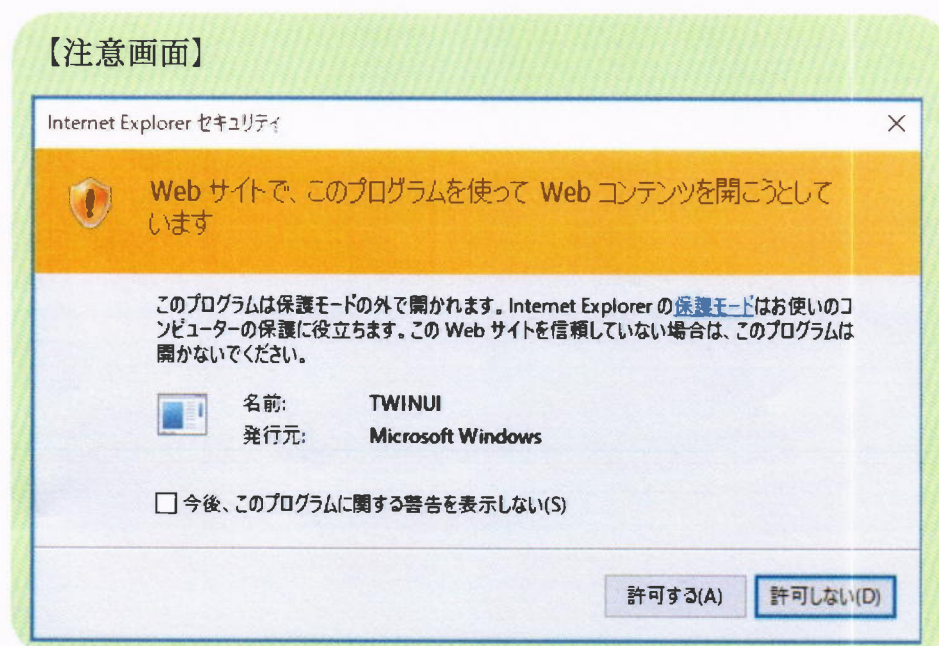 【注意画面】
Internet Explorer セキュリティ
Web サイトで、このプログラムを使って Web コンテンツを開こうとして
います
このプログラムは保護モードの外で開かれます。Internet Explorer の保護モードはお使いのコ
ンピューターの保護に役立ちます。この Web サイトを信頼していない場合は、このプログラムは
開かないでください。
名前: TWINUI
発行元: Microsoft Windows
今後、このプログラムに関する警告を表示しない(S)
許可する(A) 許可しない(D)